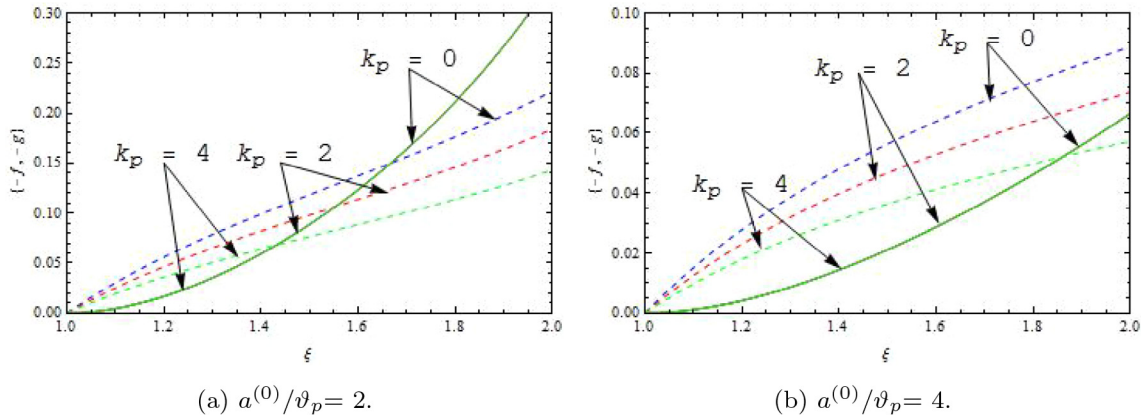 0.30
0.25
0.20
0.15
0.10
0.05
0.00
{-f, -g}
k_p = 0
k_p = 4
k_p = 2
1.0 1.2 1.4 1.6 1.8 2.0
ξ
(a) a^{(0)}/ϑ_p = 2.
0.10
0.08
0.06
0.04
0.02
0.00
{-f, -g}
k_p = 0
k_p = 2
k_p = 4
1.0 1.2 1.4 1.6 1.8 2.0
ξ
(b) a^{(0)}/ϑ_p = 4.